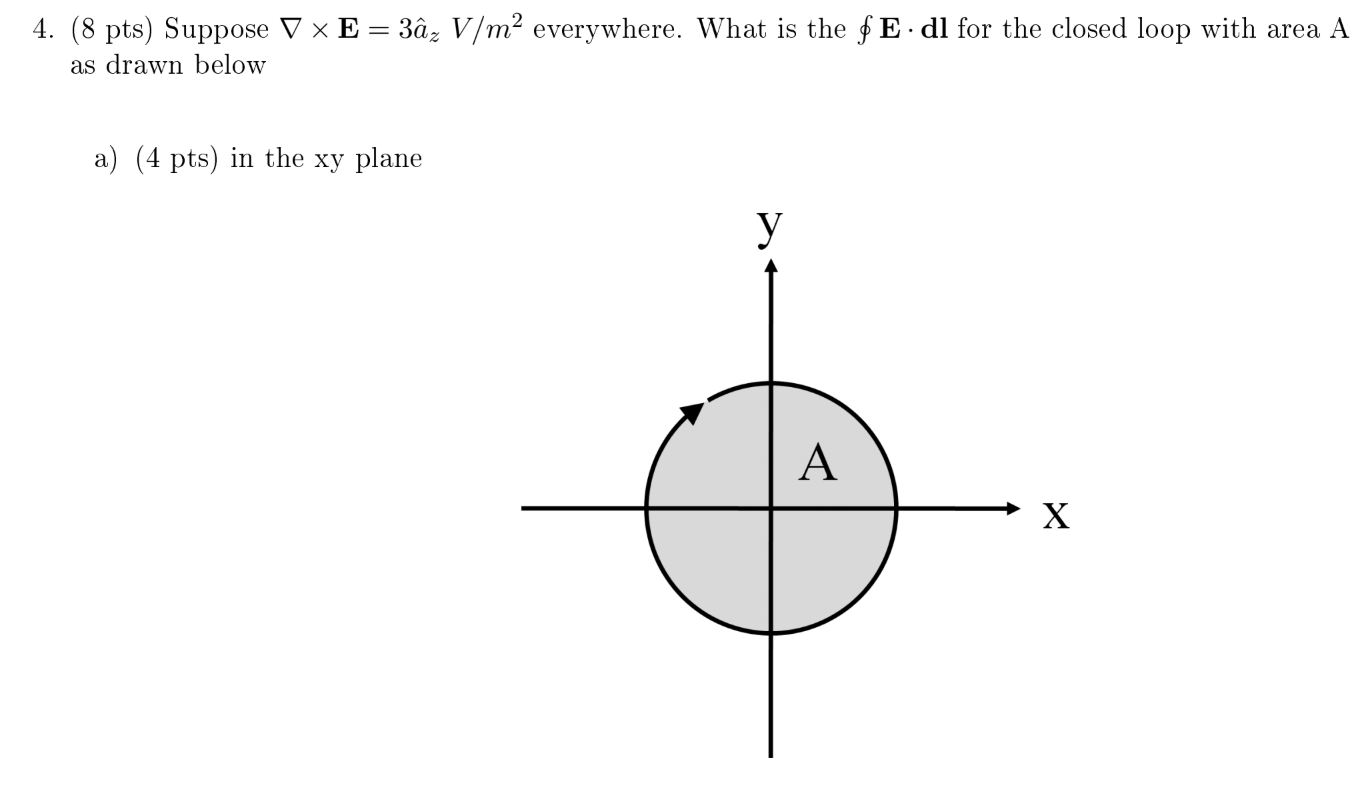 4. (8 pts) Suppose ∇ × E = 3â_z V/m² everywhere. What is the ∮ E · dl for the closed loop with area A
as drawn below
a) (4 pts) in the xy plane
y
A
x